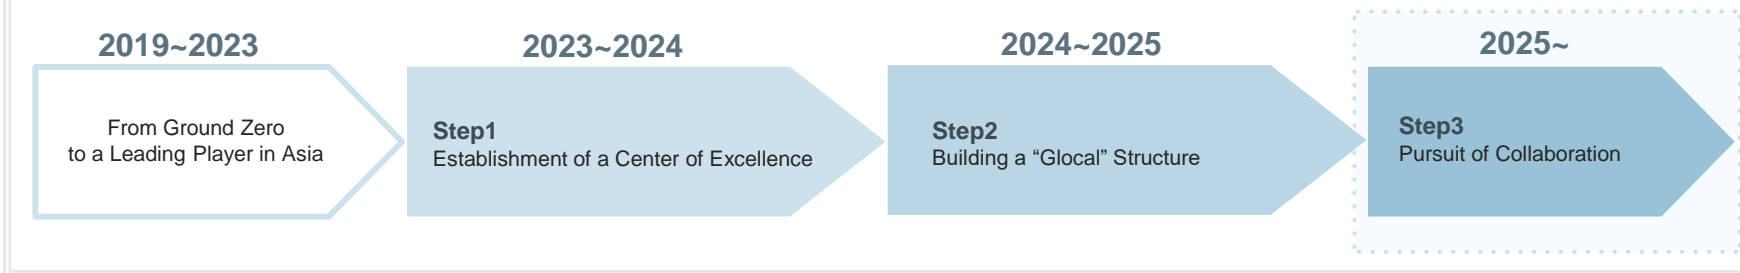 2019~2023
From Ground Zero
to a Leading Player in Asia
2023~2024
Step1
Establishment of a Center of Excellence
2024~2025
Step2
Building a “Glocal” Structure
2025~
Step3
Pursuit of Collaboration